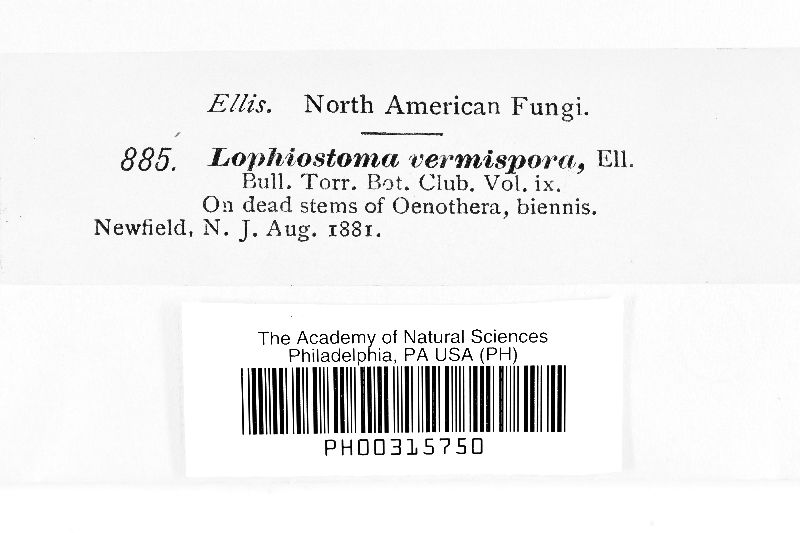 Ellis. North American Fungi.
885. Lophiostoma vermispora, Ell.
Bull. Torr. Bot. Club. Vol. ix.
On dead stems of Oenothera, biennis.
Newfield, N. J. Aug. 1881.
The Academy of Natural Sciences
Philadelphia, PA USA (PH)
PH00315750